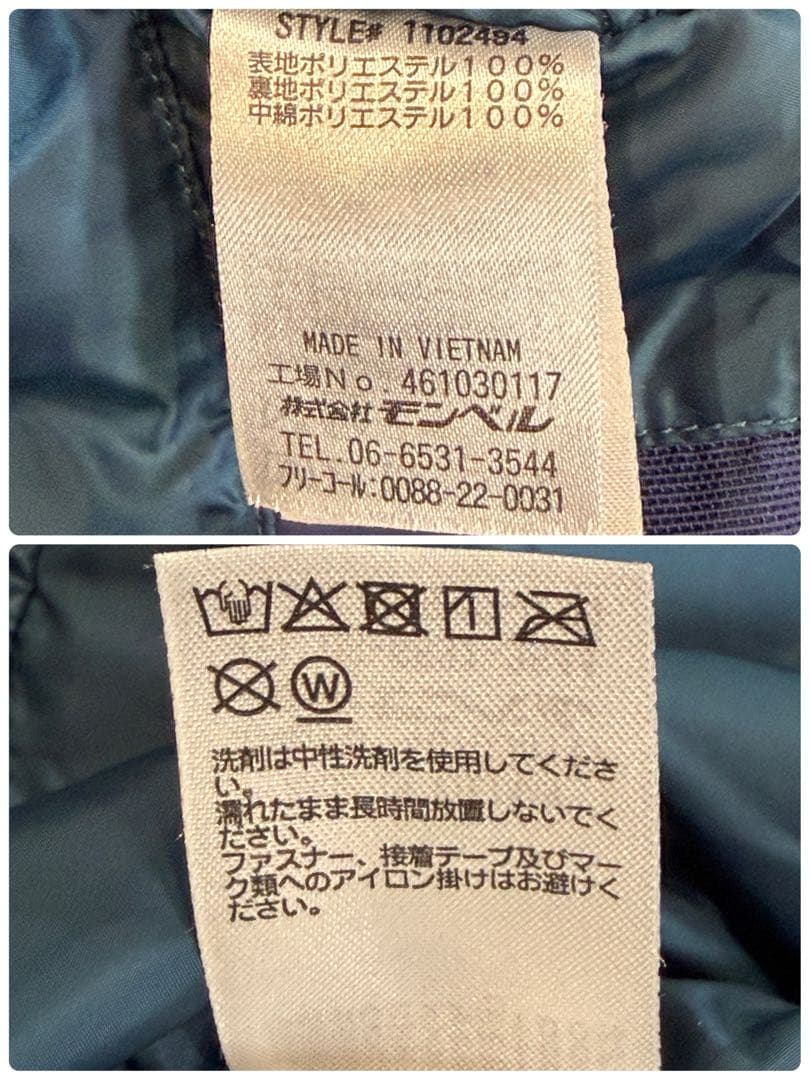 STYLE# 1102494
表地ポリエステル100%
裏地ポリエステル100%
中綿ポリエステル100%
MADE IN VIETNAM
工場No.461030117
株式会社モンベル
TEL.06-6531-3544
フリーコール:0088-22-0031
W
洗剤は中性洗剤を使用してくださ
い。
濡れたまま長時間放置しないでく
ださい。
ファスナー、接着テープ及びマー
ク類へのアイロン掛けはお避けく
ださい。